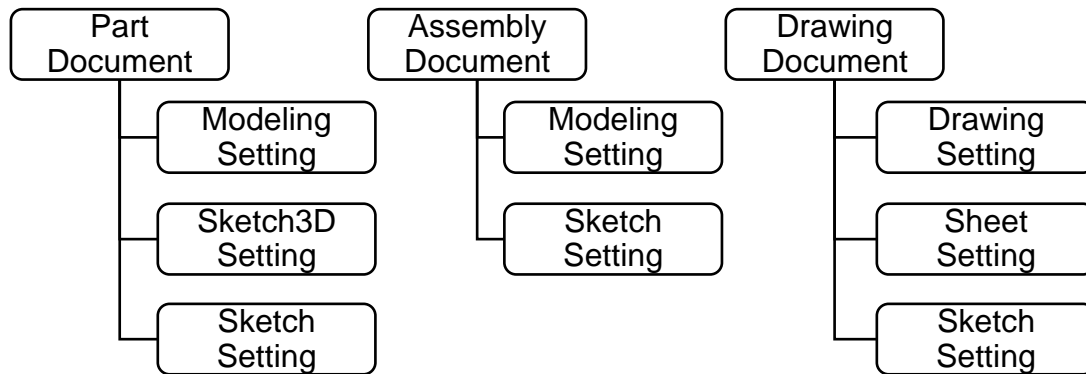 Part
Document
Modeling
Setting
Sketch3D
Setting
Sketch
Setting
Assembly
Document
Modeling
Setting
Sketch
Setting
Drawing
Document
Drawing
Setting
Sheet
Setting
Sketch
Setting